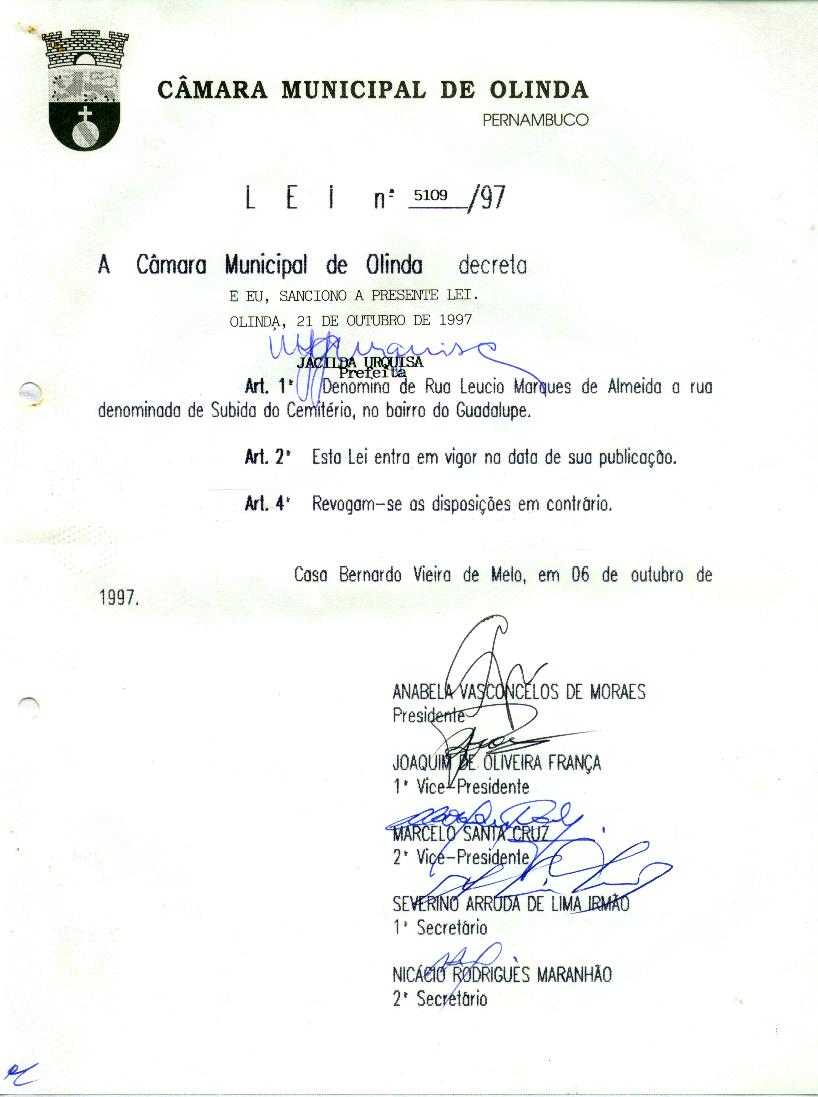 CÂMARA MUNICIPAL DE OLINDA
PERNAMBUCO
L E I nº 5109/97
A Câmara Municipal de Olinda decreta
E EU, SANCIONO A PRESENTE LEI.
OLINDA, 21 DE OUTUBRO DE 1997
JACILDA URQUISA
Prefeita
Art. 1º Denomina de Rua Leucio Marques de Almeida a rua
denominada de Subida do Cemitério, no bairro do Guadalupe.
Art. 2º Esta Lei entra em vigor na data de sua publicação.
Art. 4º Revogam-se as disposições em contrário.
Casa Bernardo Vieira de Melo, em 06 de outubro de
1997.
ANABELA VASCONCELOS DE MORAES
Presidente
JOAQUIM DE OLIVEIRA FRANÇA
1º Vice-Presidente
MARCELO SANTA CRUZ
2º Vice-Presidente
SEVERINO ARRUDA DE LIMA IRMÃO
1º Secretário
NICÁCIO RODRIGUES MARANHÃO
2º Secretário